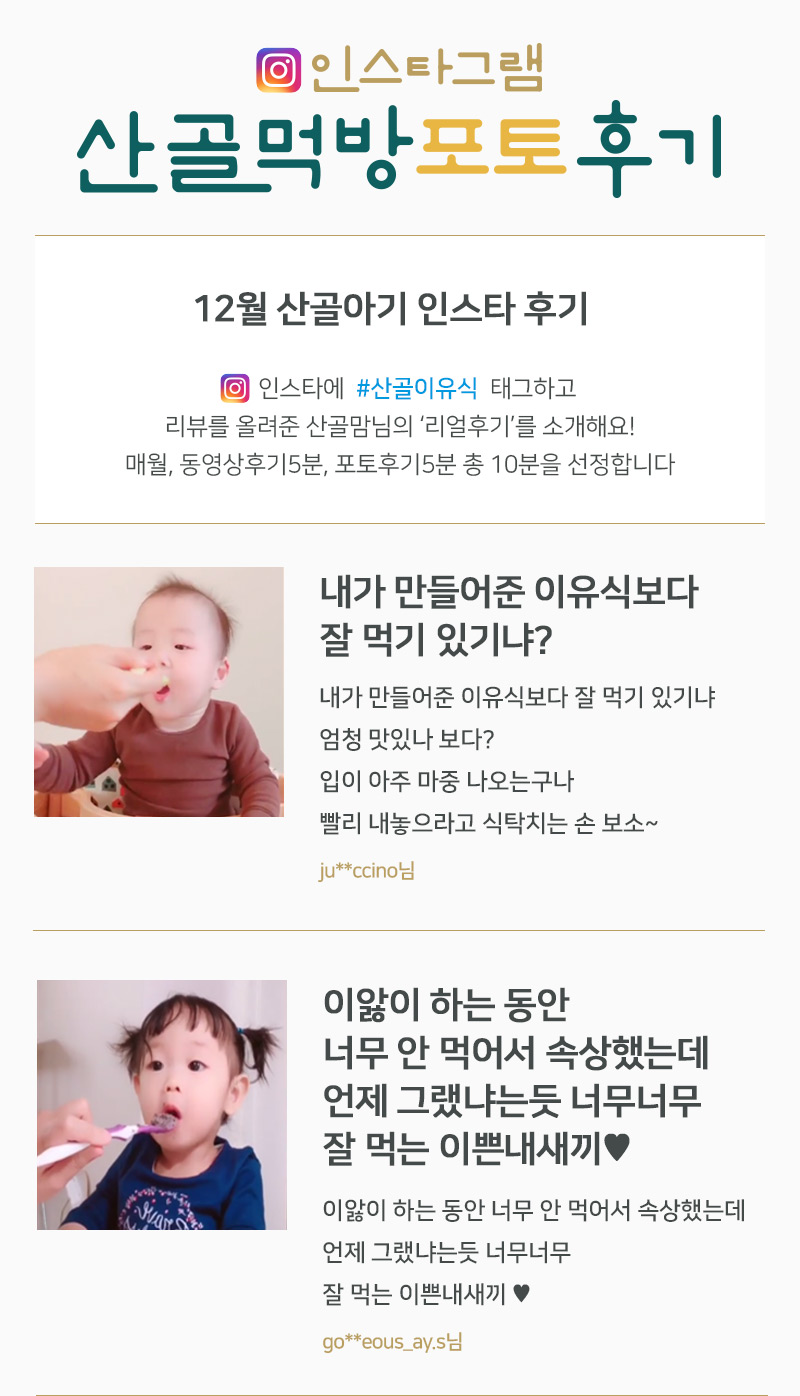 인스타그램
산골먹방포토후기
12월 산골아기 인스타 후기
인스타에 #산골이유식 태그하고
리뷰를 올려준 산골맘님의 ‘리얼후기’를 소개해요!
매월, 동영상후기5분, 포토후기5분 총 10분을 선정합니다
내가 만들어준 이유식보다
잘 먹기 있기냐?
내가 만들어준 이유식보다 잘 먹기 있기냐
엄청 맛있나 보다?
입이 아주 마중 나오는구나
빨리 내놓으라고 식탁치는 손 보소~
ju**ccino님
이앓이 하는 동안
너무 안 먹어서 속상했는데
언제 그랬냐는듯 너무너무
잘 먹는 이쁜내새끼♥
이앓이 하는 동안 너무 안 먹어서 속상했는데
언제 그랬냐는듯 너무너무
잘 먹는 이쁜내새끼 ♥
go**eous_ay.s님